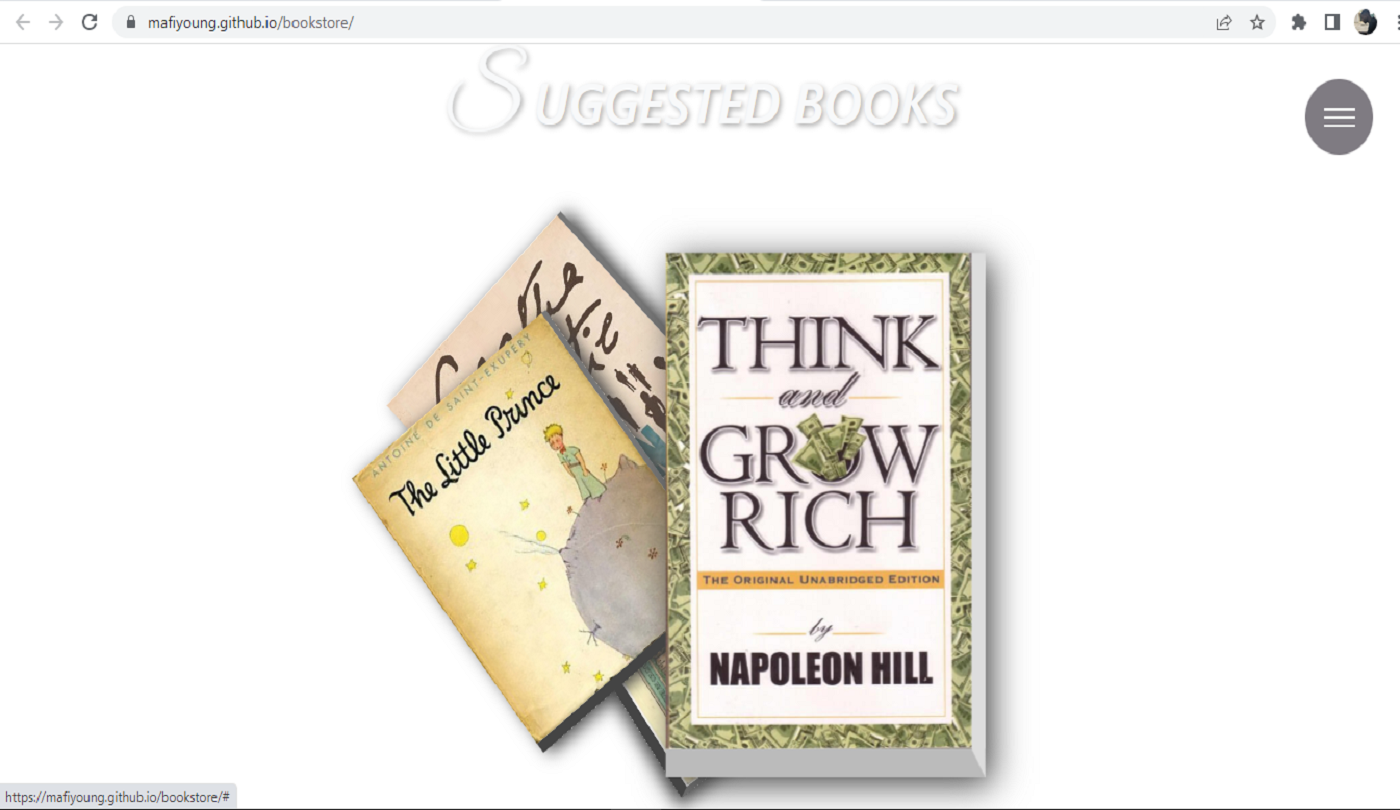 mafiyoung.github.io/bookstore/
SUGGESTED BOOKS
ANTOINE DE SAINT-EXUPÉRY
The Little Prince
THINK
and
GROW
RICH
THE ORIGINAL UNABRIDGED EDITION
by
NAPOLEON HILL
https://mafiyoung.github.io/bookstore/#